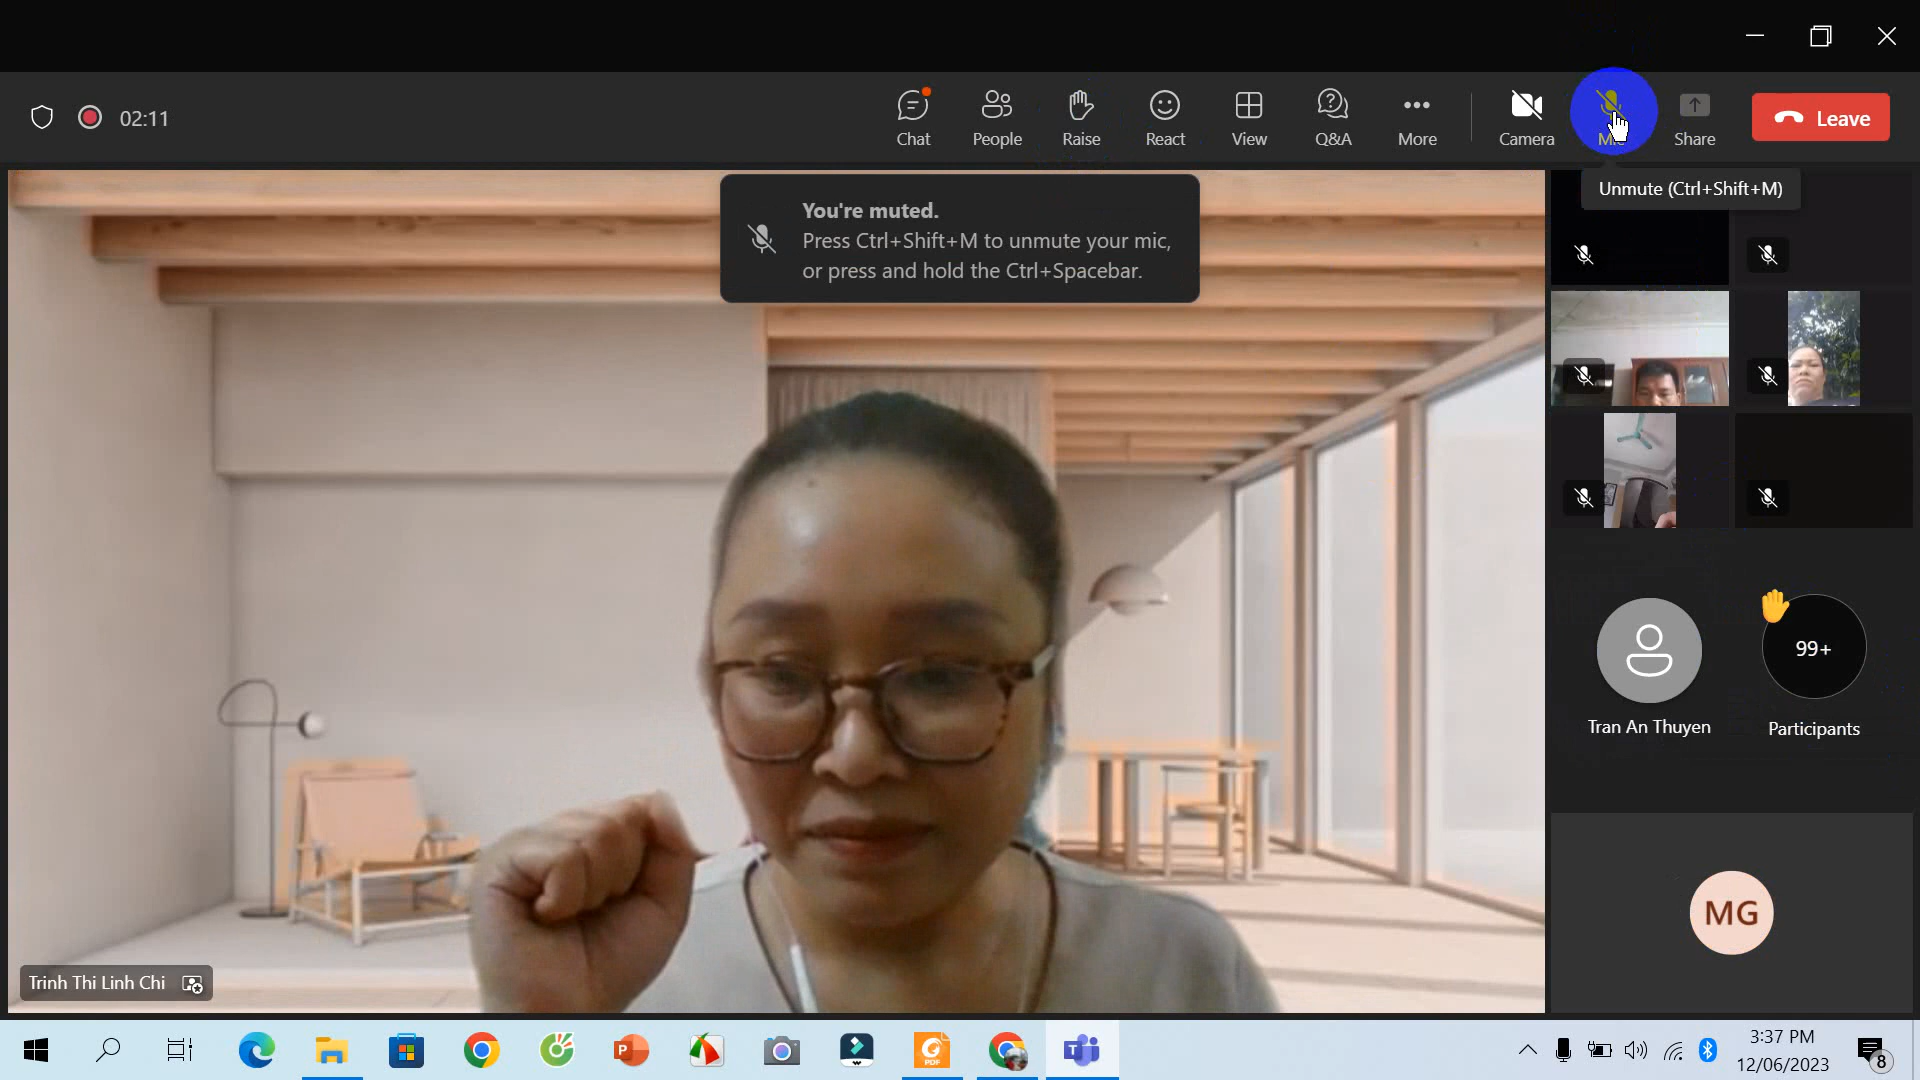 02:11
Chat
People
Raise
React
View
Q&A
More
Camera
Mic
Share
Leave
Unmute (Ctrl+Shift+M)
You're muted.
Press Ctrl+Shift+M to unmute your mic,
or press and hold the Ctrl+Spacebar.
99+
Tran An Thuyen
Participants
MG
Trinh Thi Linh Chi
3:37 PM
12/06/2023
8